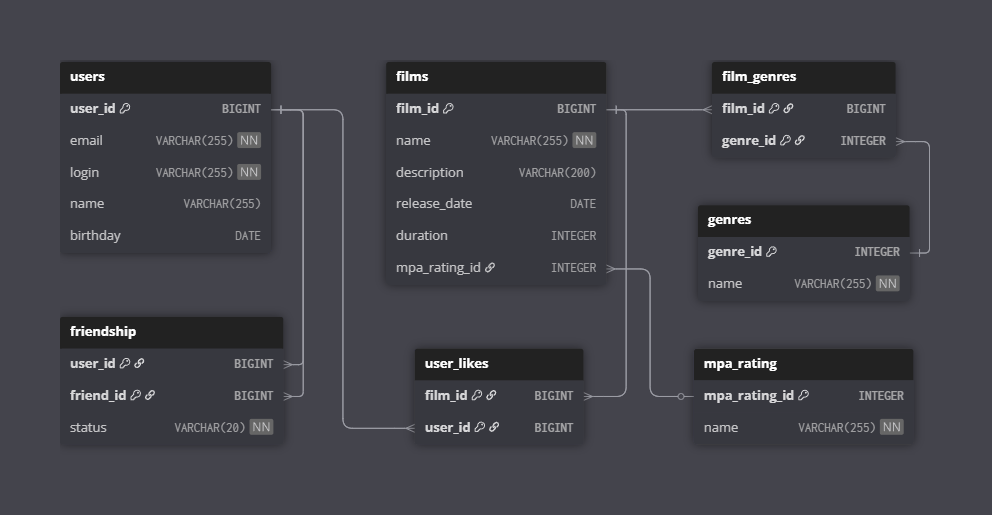 users
user_id BIGINT
email VARCHAR(255) NN
login VARCHAR(255) NN
name VARCHAR(255)
birthday DATE
friendship
user_id BIGINT
friend_id BIGINT
status VARCHAR(20) NN
films
film_id BIGINT
name VARCHAR(255) NN
description VARCHAR(200)
release_date DATE
duration INTEGER
mpa_rating_id INTEGER
user_likes
film_id BIGINT
user_id BIGINT
film_genres
film_id BIGINT
genre_id INTEGER
genres
genre_id INTEGER
name VARCHAR(255) NN
mpa_rating
mpa_rating_id INTEGER
name VARCHAR(255) NN